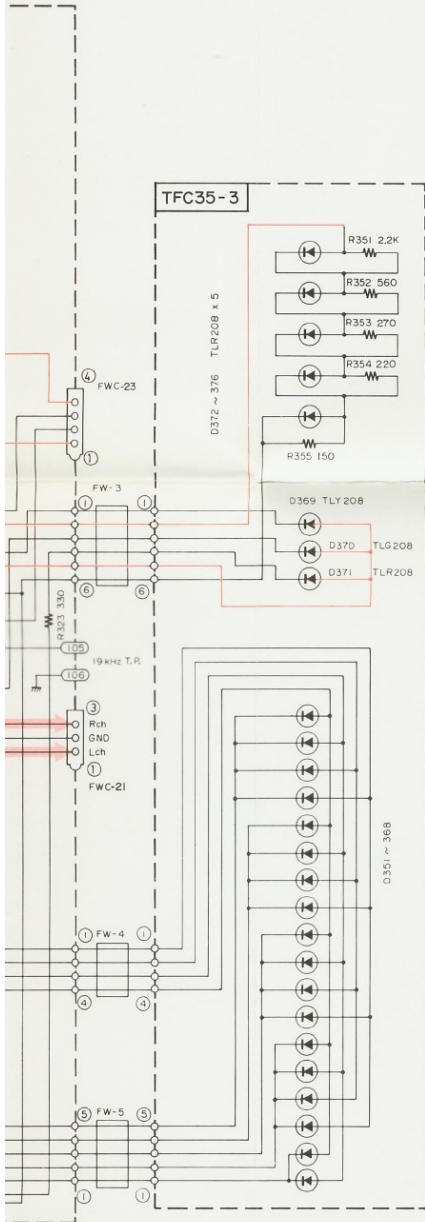 TFC35-3
R351 2.2K
R352 560
R353 270
R354 220
R355 150
D372 ~ 376 TLR208 x 5
④
FWC-23
①
FW-3
① ①
⑥ ⑥
D369 TLY208
D370 TLG208
D371 TLR208
R323 330
105
19kHz T.P.
106
③
Rch
GND
Lch
①
FWC-21
D351 ~ 368
① FW-4 ①
④ ④
⑤ FW-5 ⑤
① ①